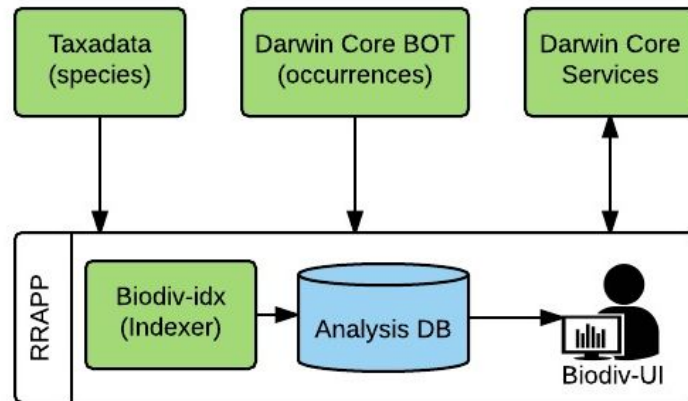 Taxadata
(species)
Darwin Core BOT
(occurrences)
Darwin Core
Services
RRAPP
Biodiv-idx
(Indexer)
Analysis DB
Biodiv-UI